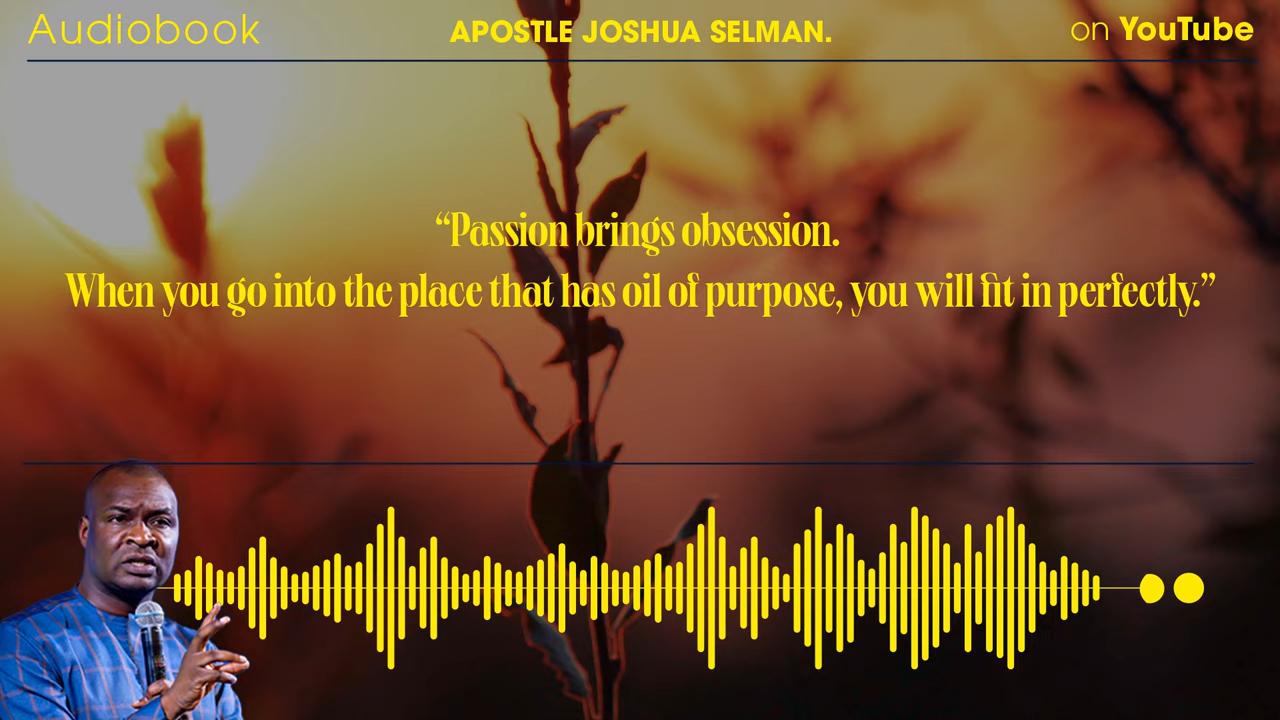 Audiobook
APOSTLE JOSHUA SELMAN.
on YouTube
“Passion brings obsession.
When you go into the place that has oil of purpose, you will fit in perfectly.”